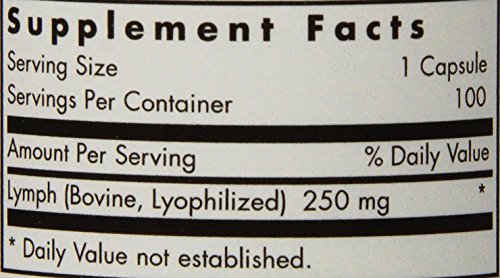 Supplement Facts
Serving Size 1 Capsule
Servings Per Container 100
Amount Per Serving % Daily Value
Lymph (Bovine, Lyophilized) 250 mg *
* Daily Value not established.